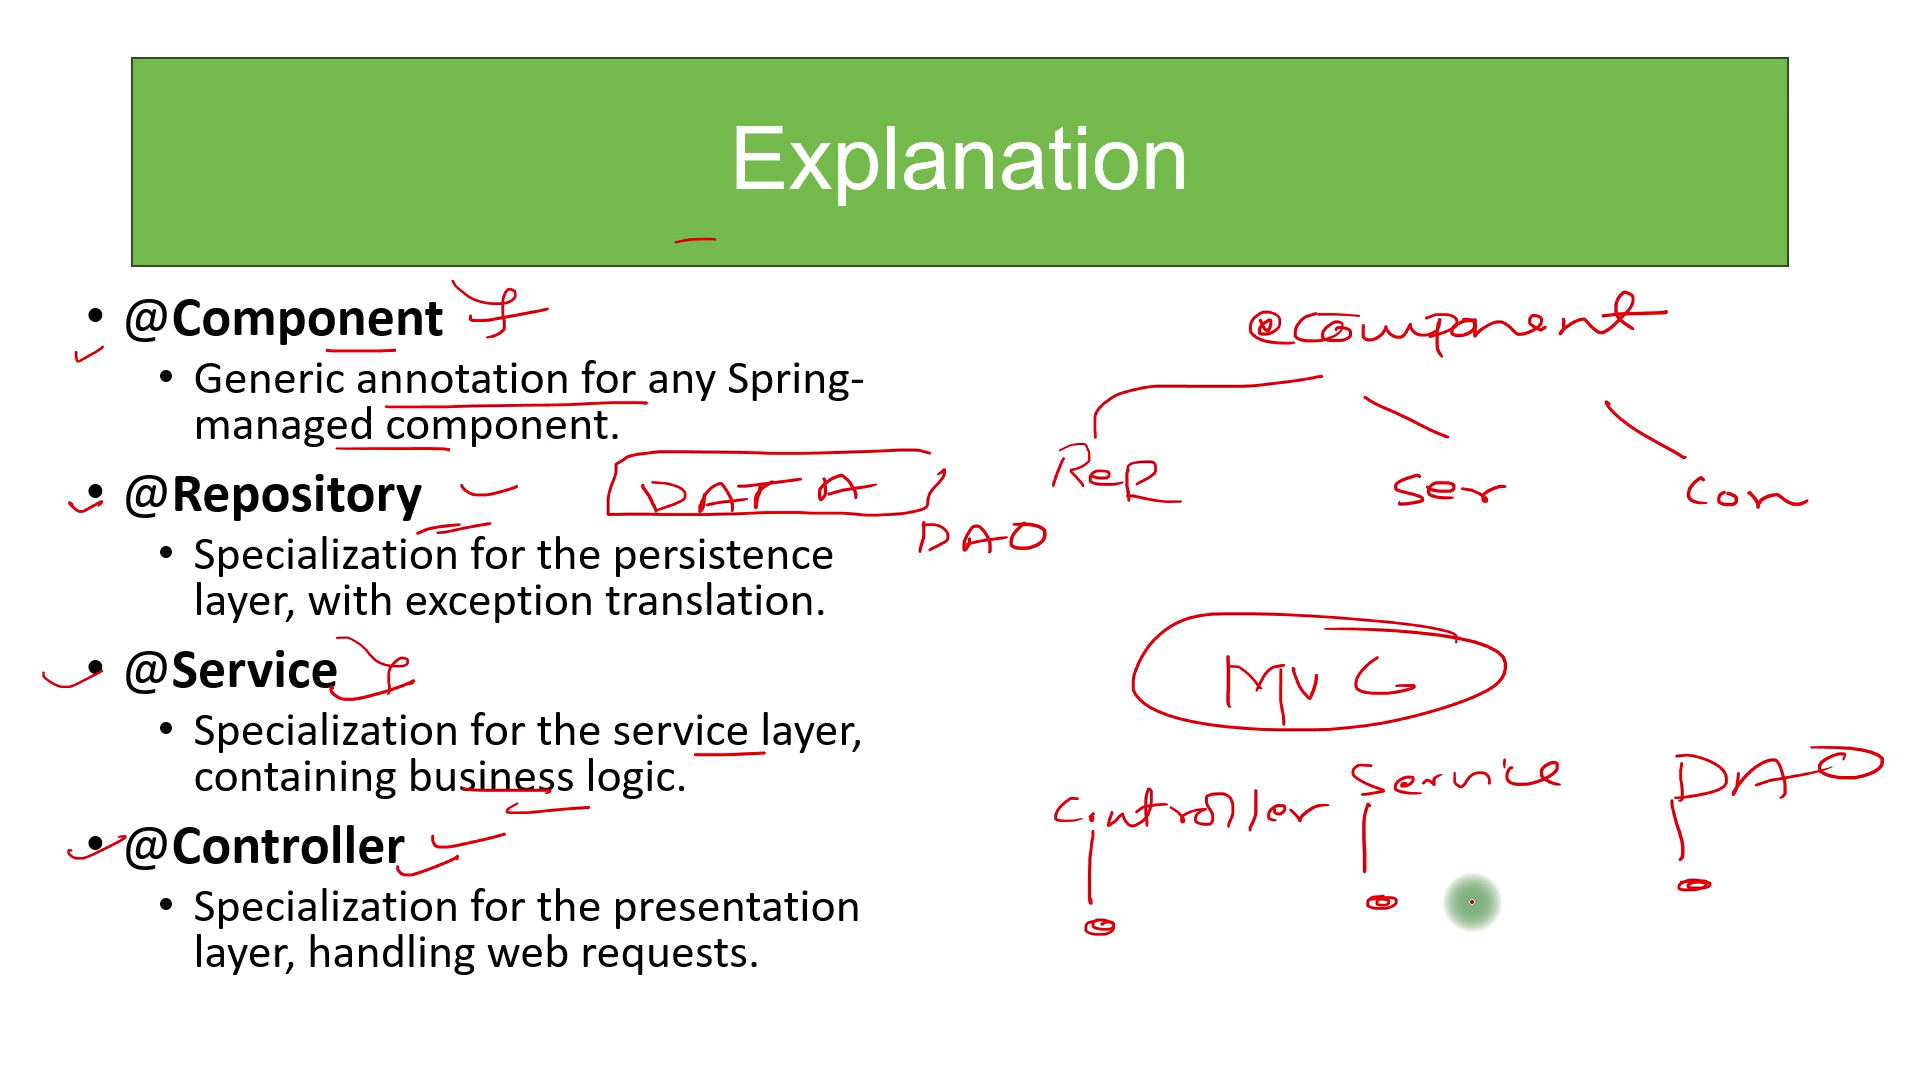 Explanation
• @Component
• Generic annotation for any Spring-
managed component.
• @Repository
• Specialization for the persistence
layer, with exception translation.
• @Service
• Specialization for the service layer,
containing business logic.
• @Controller
• Specialization for the presentation
layer, handling web requests.
@component
Rep Ser Con
DATA
DAO
MVC
Controller Service DAO